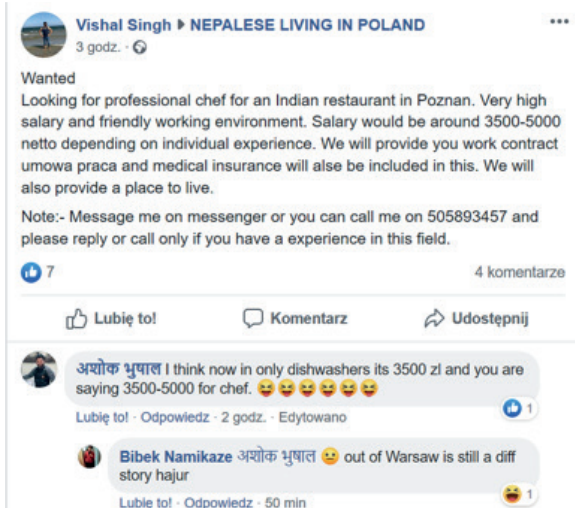 Vishal Singh ▸ NEPALESE LIVING IN POLAND
3 godz. ·
Wanted
Looking for professional chef for an Indian restaurant in Poznan. Very high
salary and friendly working environment. Salary would be around 3500-5000
netto depending on individual experience. We will provide you work contract
umowa praca and medical insurance will alse be included in this. We will
also provide a place to live.
Note:- Message me on messenger or you can call me on 505893457 and
please reply or call only if you have a experience in this field.
7 4 komentarze
Lubię to! Komentarz Udostępnij
अशोक भुषाल I think now in only dishwashers its 3500 zl and you are
saying 3500-5000 for chef. 😆😆😆😆😆😆
1
Lubię to! · Odpowiedz · 2 godz. · Edytowano
Bibek Namikaze अशोक भुषाल 😐 out of Warsaw is still a diff
story hajur
1
Lubię to! · Odpowiedz · 50 min